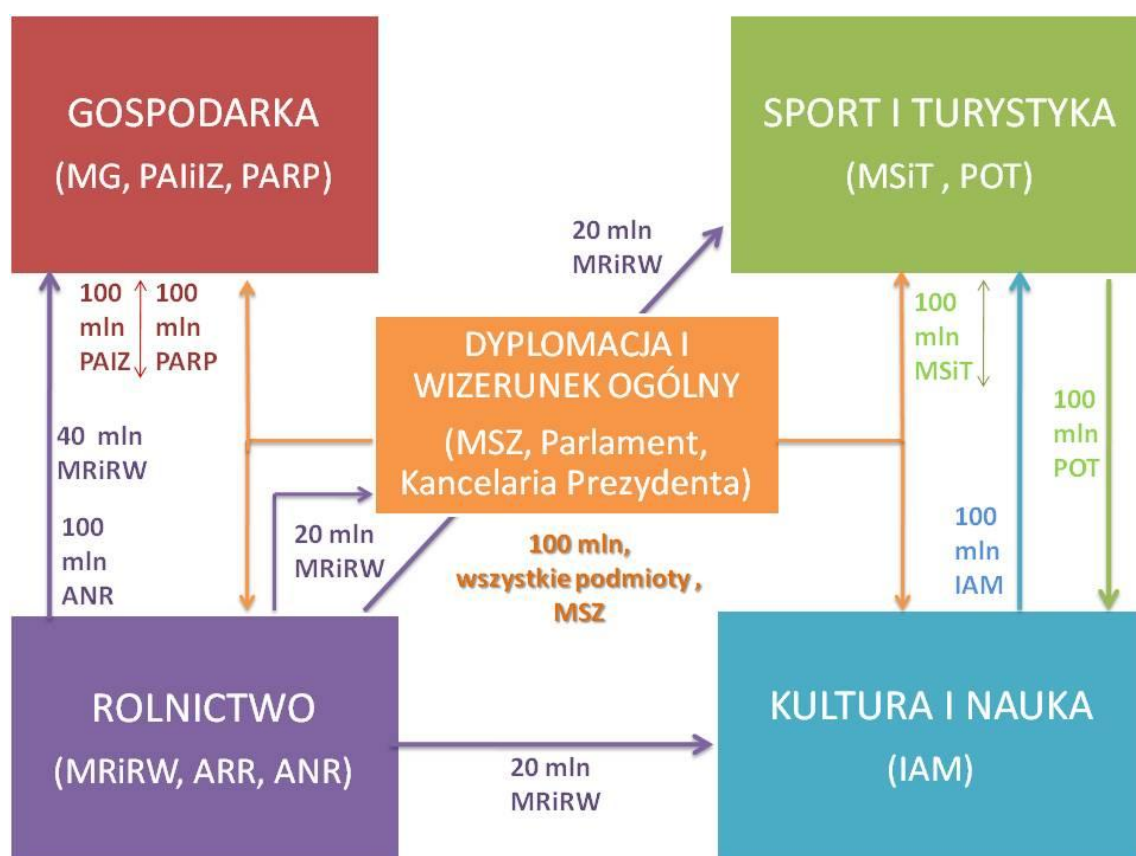 GOSPODARKA
(MG, PAIiIZ, PARP)
SPORT I TURYSTYKA
(MSiT , POT)
20 mln
MRiRW
100
mln
PAIZ
100
mln
PARP
DYPLOMACJA I
WIZERUNEK OGÓLNY
(MSZ, Parlament,
Kancelaria Prezydenta)
100
mln
MSiT
100
mln
POT
40 mln
MRiRW
100
mln
ANR
20 mln
MRiRW
100 mln,
wszystkie podmioty ,
MSZ
100
mln
IAM
ROLNICTWO
(MRiRW, ARR, ANR)
20 mln
MRiRW
KULTURA I NAUKA
(IAM)